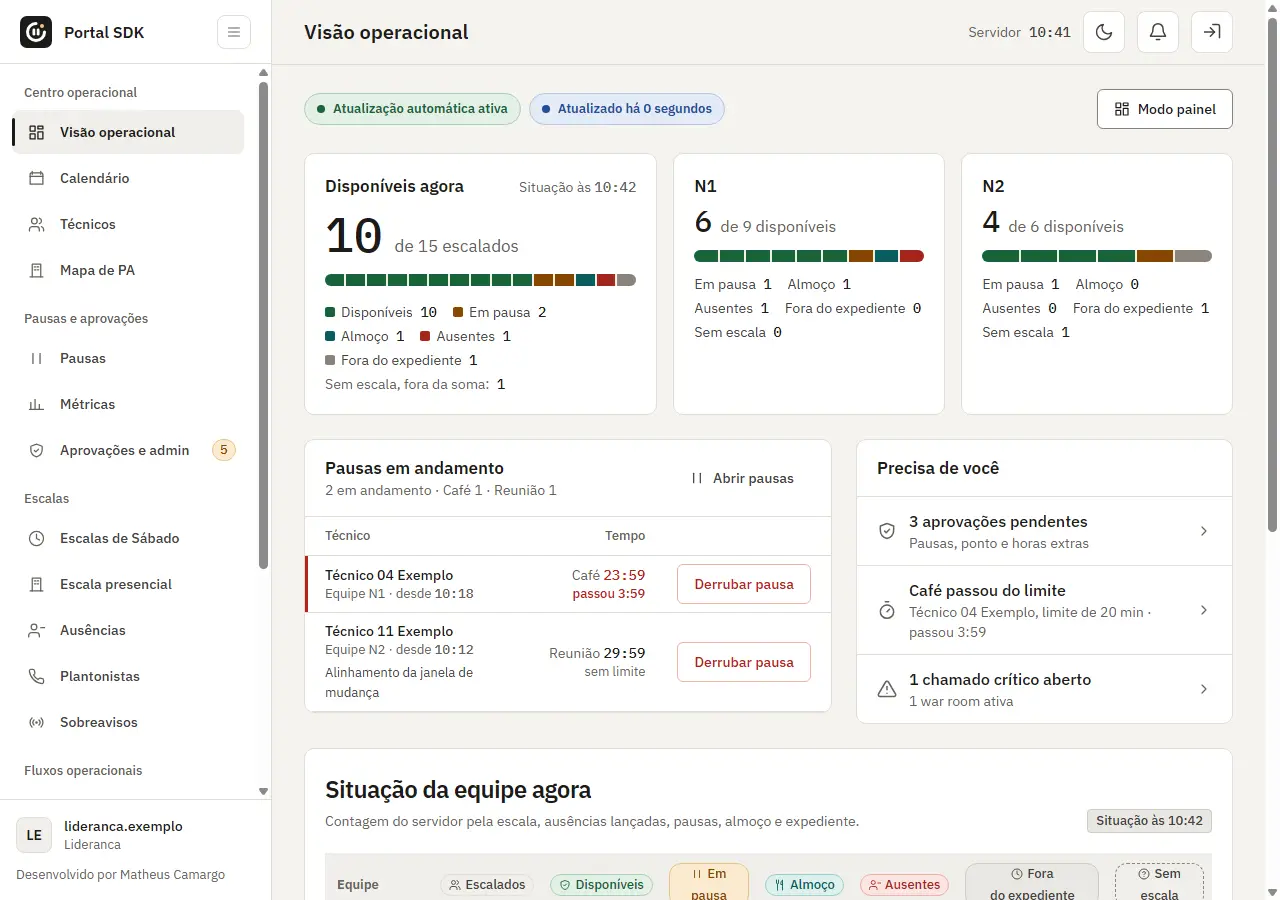 Portal SDK
Centro operacional
Visão operacional
Calendário
Técnicos
Mapa de PA
Pausas e aprovações
Pausas
Métricas
Aprovações e admin 5
Escalas
Escalas de Sábado
Escala presencial
Ausências
Plantonistas
Sobreavisos
Fluxos operacionais
LE
lideranca.exemplo
Lideranca
Desenvolvido por Matheus Camargo
Visão operacional
Servidor 10:41
Atualização automática ativa
Atualizado há 0 segundos
Modo painel
Disponíveis agora
Situação às 10:42
10 de 15 escalados
Disponíveis 10 Em pausa 2
Almoço 1 Ausentes 1
Fora do expediente 1
Sem escala, fora da soma: 1
N1
6 de 9 disponíveis
Em pausa 1 Almoço 1
Ausentes 1 Fora do expediente 0
Sem escala 0
N2
4 de 6 disponíveis
Em pausa 1 Almoço 0
Ausentes 0 Fora do expediente 1
Sem escala 1
Pausas em andamento
2 em andamento · Café 1 · Reunião 1
Abrir pausas
Técnico Tempo
Técnico 04 Exemplo
Equipe N1 · desde 10:18
Café 23:59
passou 3:59
Derrubar pausa
Técnico 11 Exemplo
Equipe N2 · desde 10:12
Alinhamento da janela de
mudança
Reunião 29:59
sem limite
Derrubar pausa
Precisa de você
3 aprovações pendentes
Pausas, ponto e horas extras
Café passou do limite
Técnico 04 Exemplo, limite de 20 min ·
passou 3:59
1 chamado crítico aberto
1 war room ativa
Situação da equipe agora
Contagem do servidor pela escala, ausências lançadas, pausas, almoço e expediente.
Situação às 10:42
Equipe
Escalados
Disponíveis
Em
pausa
Almoço
Ausentes
Fora
do expediente
Sem
escala